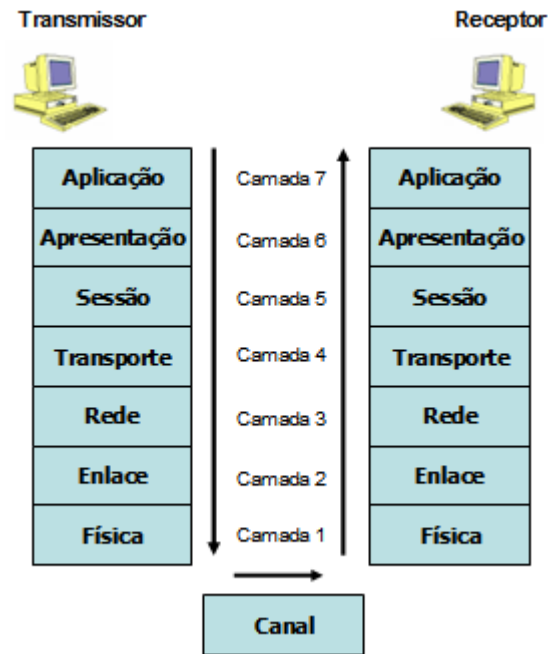 Transmissor
Receptor
Aplicação
Camada 7
Aplicação
Apresentação
Camada 6
Apresentação
Sessão
Camada 5
Sessão
Transporte
Camada 4
Transporte
Rede
Camada 3
Rede
Enlace
Camada 2
Enlace
Física
Camada 1
Física
Canal